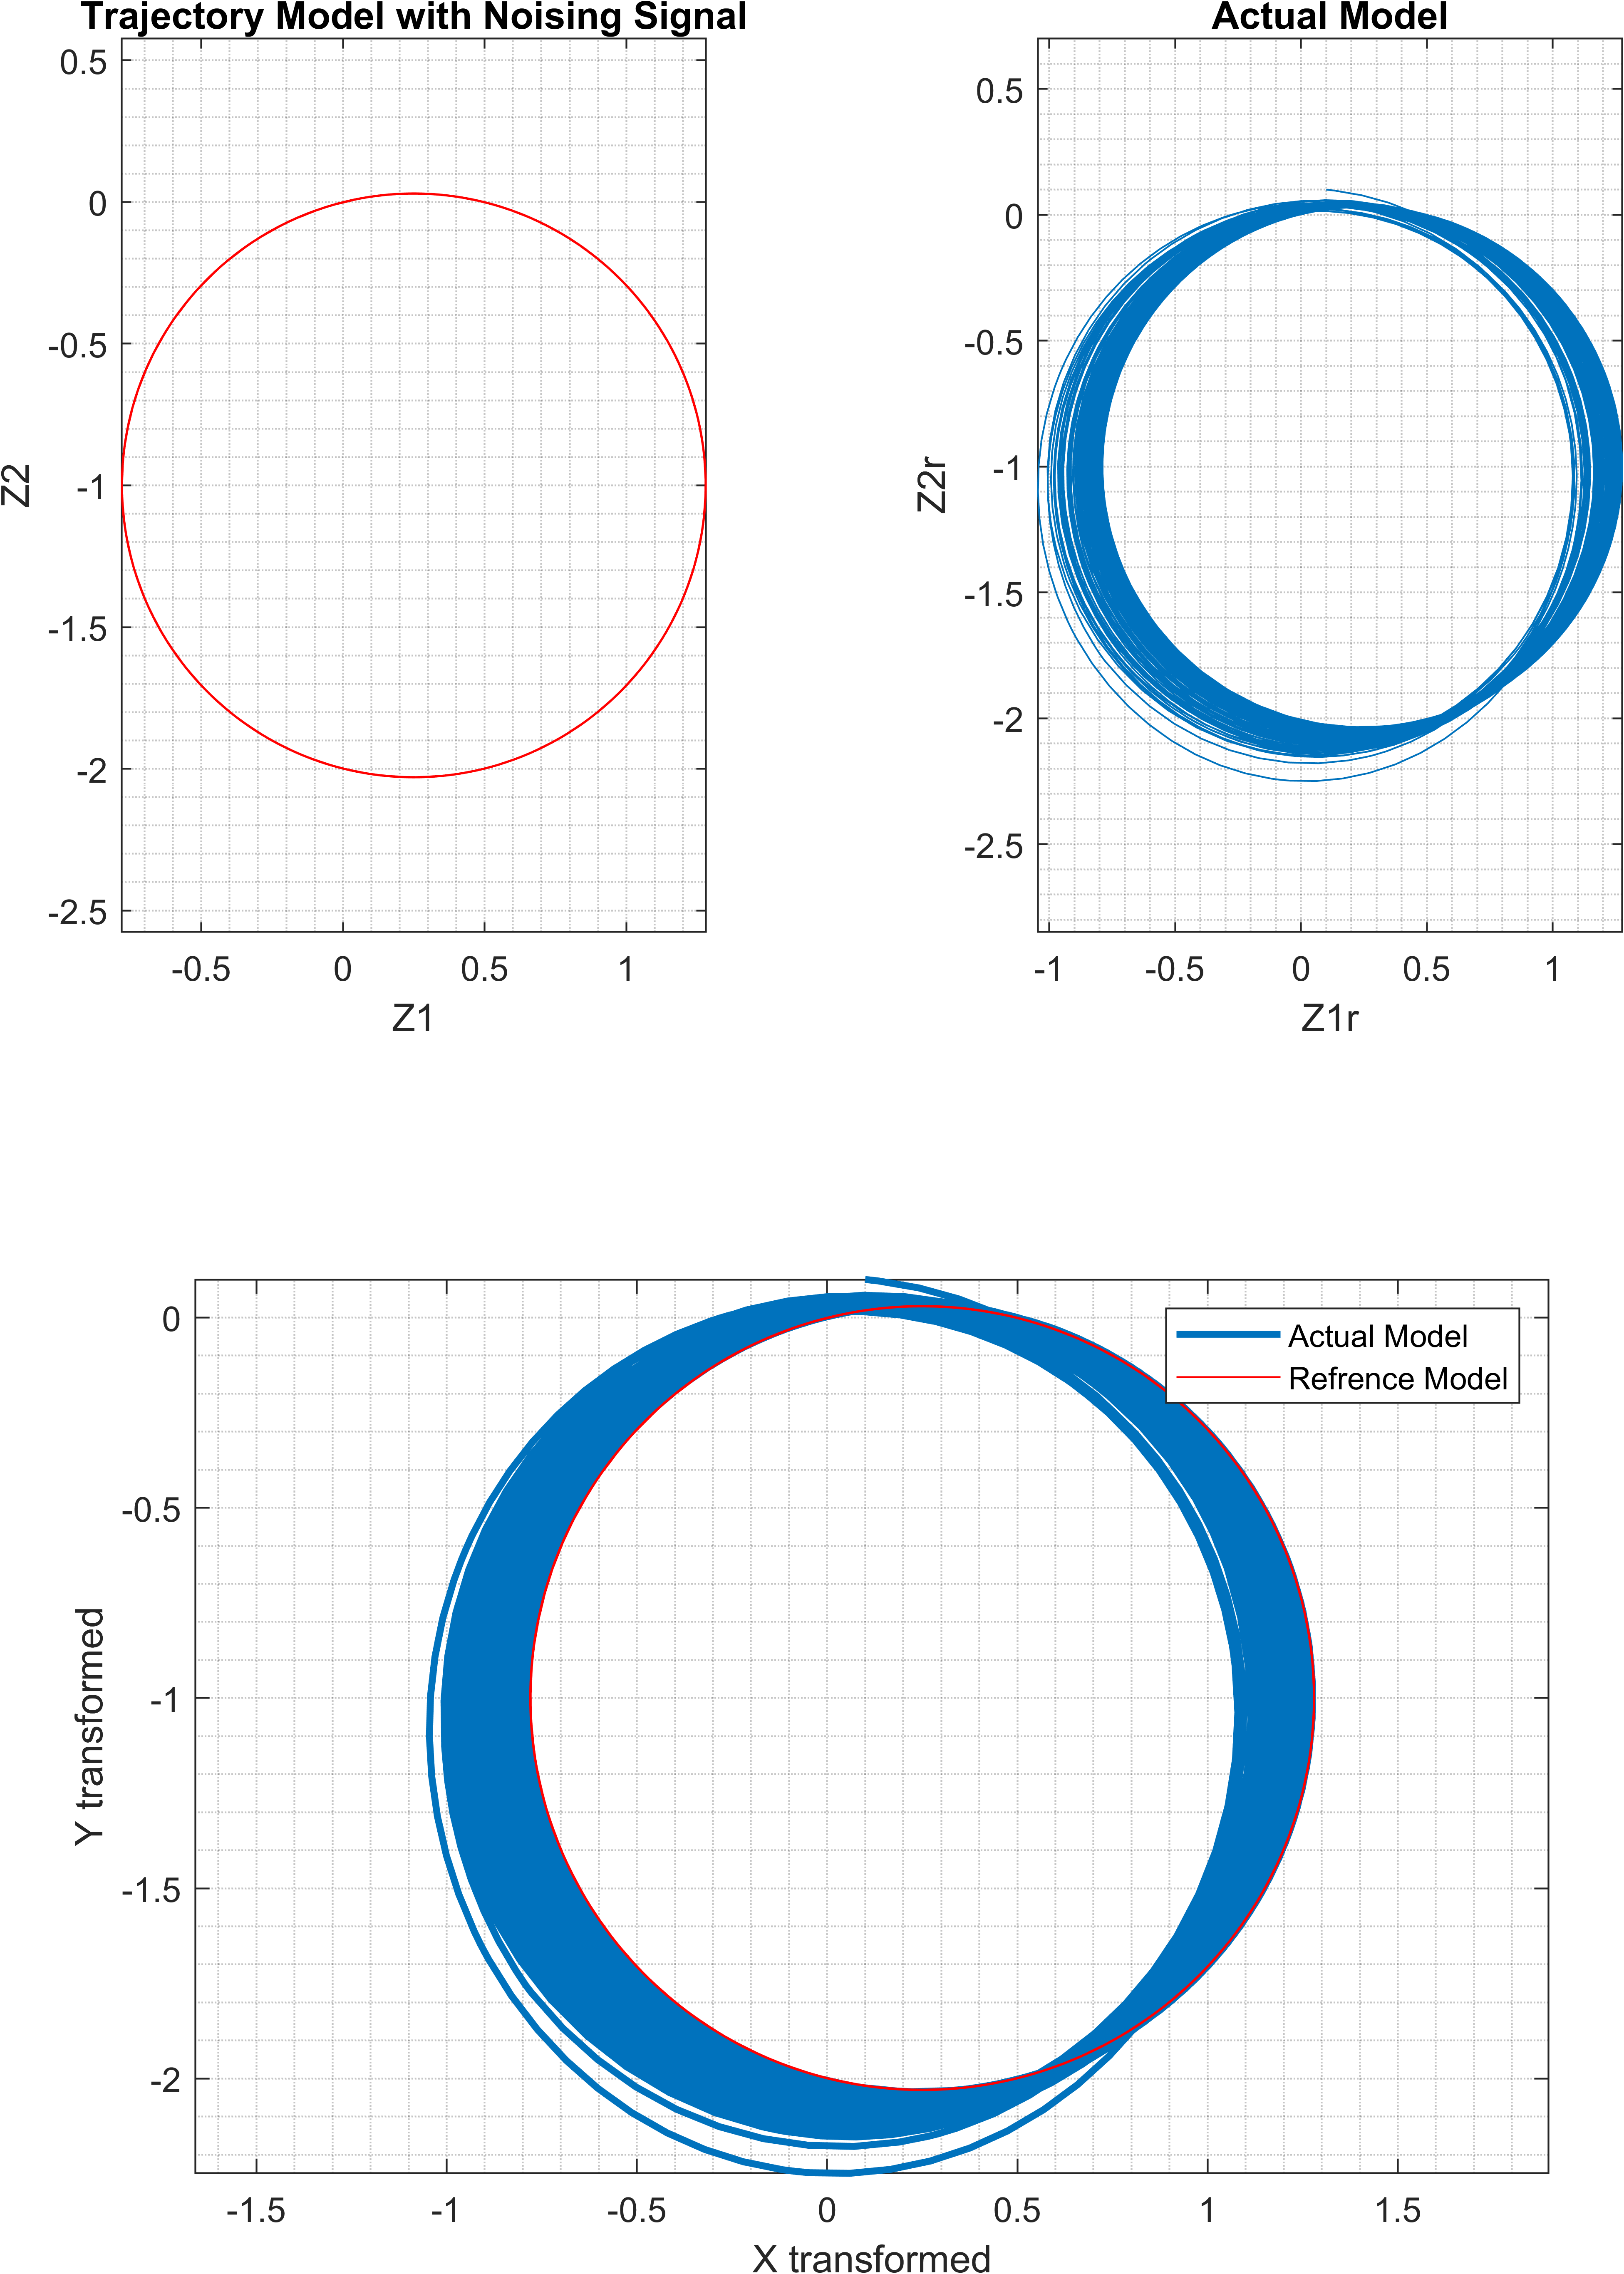 Trajectory Model with Noising Signal
0.5
0
-0.5
-1
-1.5
-2
-2.5
Z2
-0.5 0 0.5 1
Z1
Actual Model
0.5
0
-0.5
-1
-1.5
-2
-2.5
Z2r
-1 -0.5 0 0.5 1
Z1r
0
-0.5
-1
-1.5
-2
Y transformed
Actual Model
Refrence Model
-1.5 -1 -0.5 0 0.5 1 1.5
X transformed